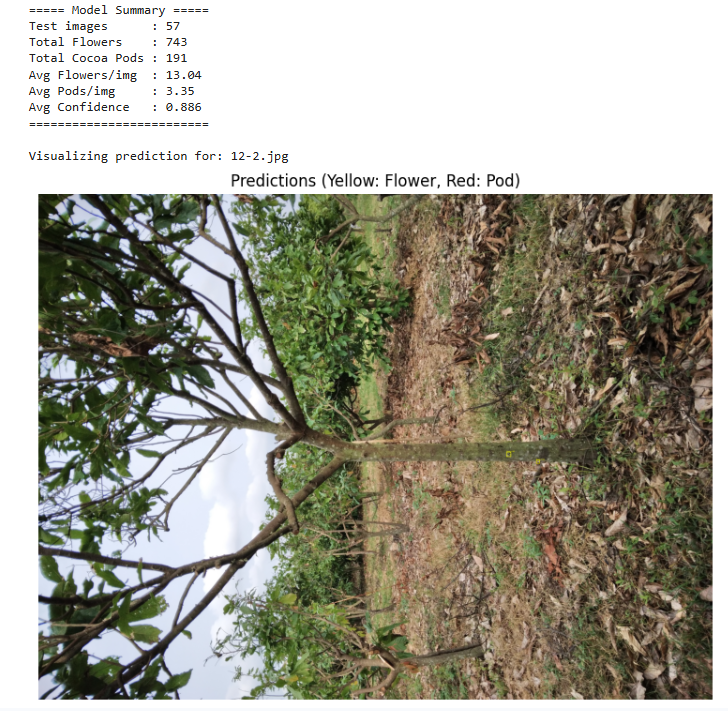 ===== Model Summary =====
Test images      : 57
Total Flowers    : 743
Total Cocoa Pods : 191
Avg Flowers/img  : 13.04
Avg Pods/img     : 3.35
Avg Confidence   : 0.886
=========================
Visualizing prediction for: 12-2.jpg
Predictions (Yellow: Flower, Red: Pod)